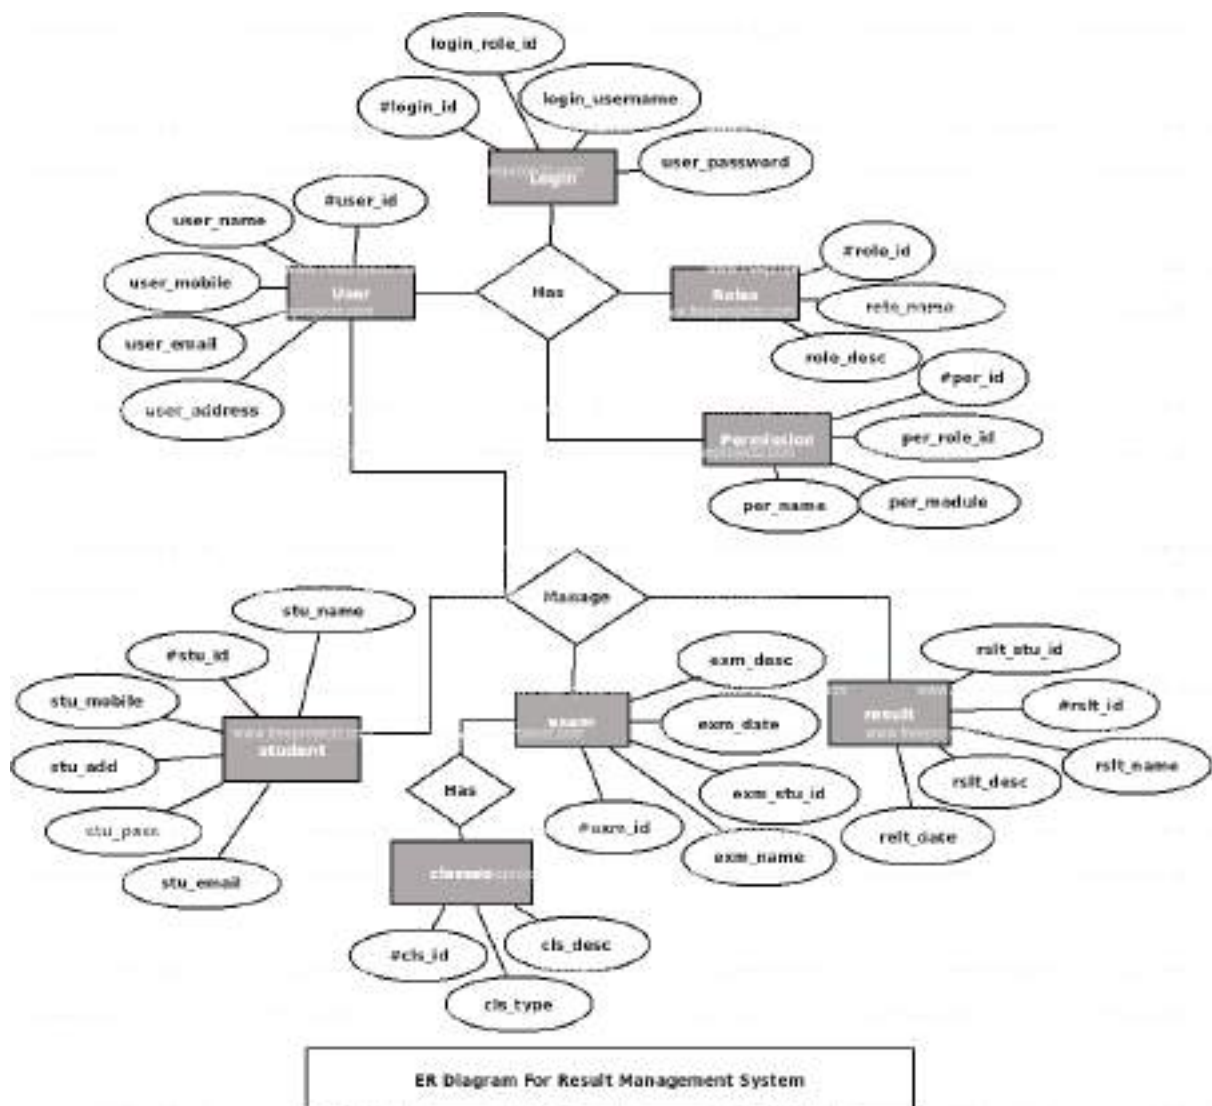 login_role_id
#login_id
login_username
user_password
Login
#user_id
user_name
user_mobile
user_email
user_address
User
Has
Roles
#role_id
role_desc
#per_id
Permission
per_role_id
per_name
per_module
Manage
stu_name
#stu_id
stu_mobile
stu_add
stu_pass
stu_email
student
exm_desc
exm_date
exm_stu_id
exm_name
#exm_id
exam
Has
classes
#cls_id
cls_desc
cls_type
rslt_stu_id
#rslt_id
result
rslt_name
rslt_desc
relt_date
ER Diagram For Result Management System